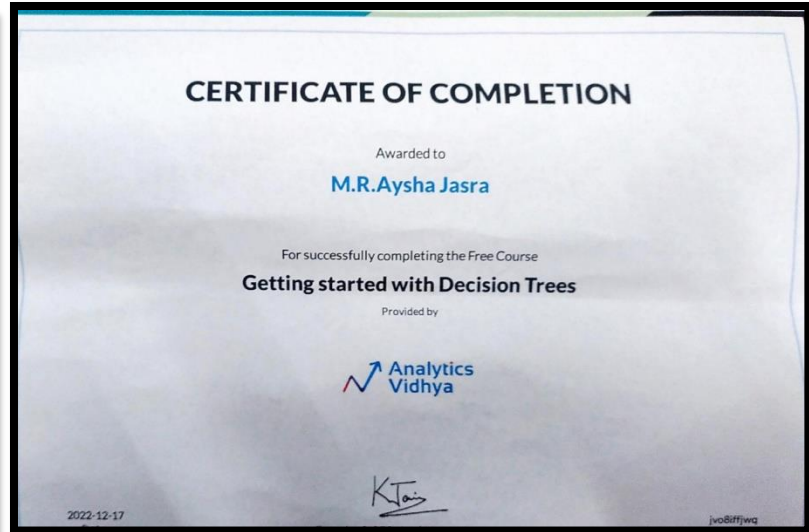 CERTIFICATE OF COMPLETION
Awarded to
M.R.Aysha Jasra
For successfully completing the Free Course
Getting started with Decision Trees
Provided by
Analytics
Vidhya
KJain
2022-12-17
jvo8iffjwq